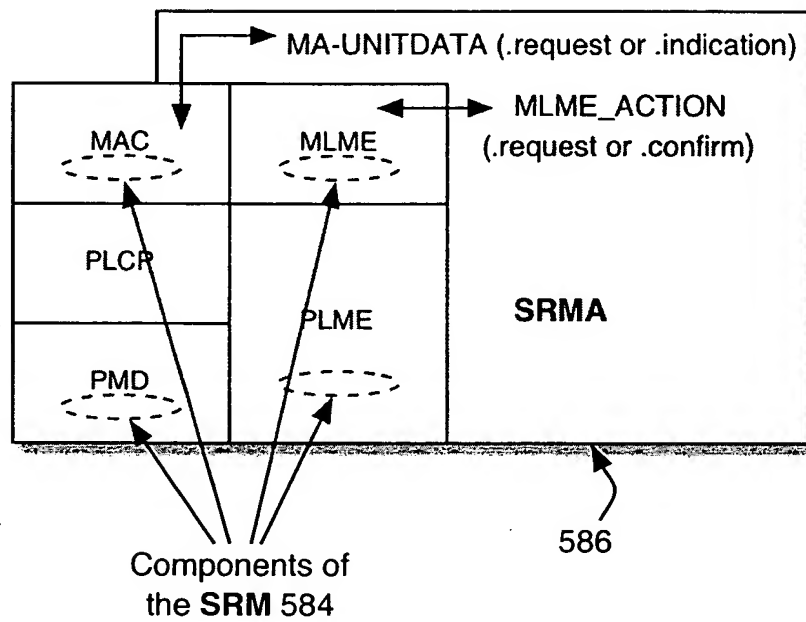 MA-UNITDATA (.request or .indication)
MLME_ACTION
(.request or .confirm)
MAC
MLME
PLCP
PLME
SRMA
PMD
586
Components of
the SRM 584